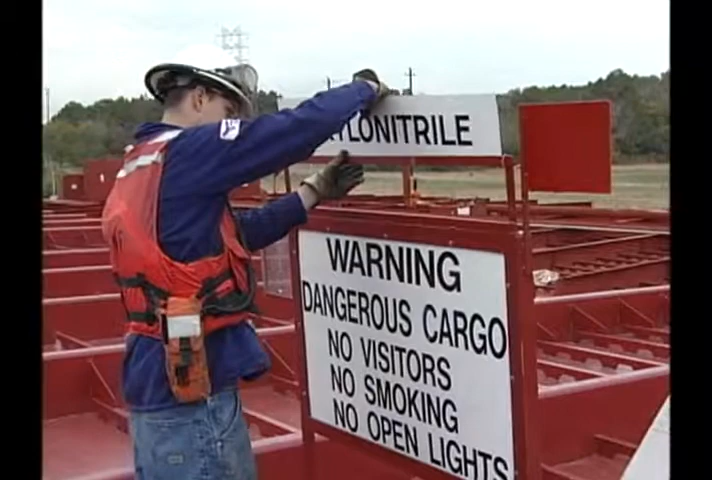 YLONITRILE
WARNING
DANGEROUS CARGO
NO VISITORS
NO SMOKING
NO OPEN LIGHTS